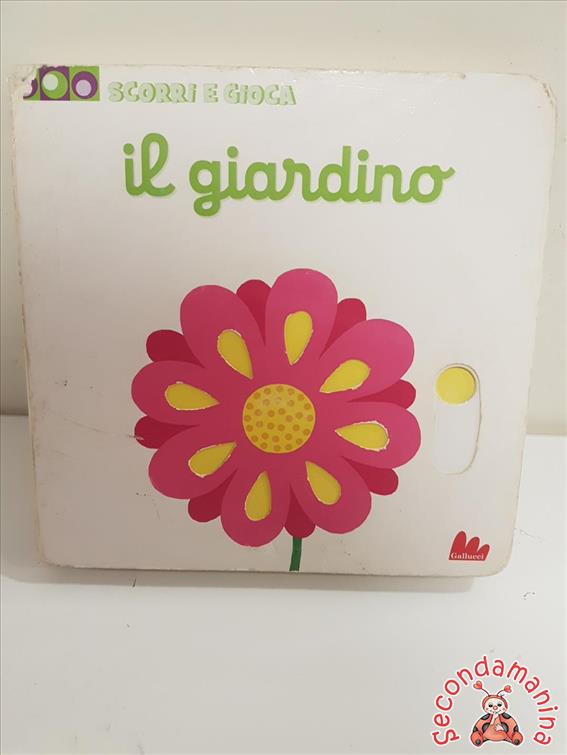 SCORRI E GIOCA
il giardino
Gallucci
Secondamanina